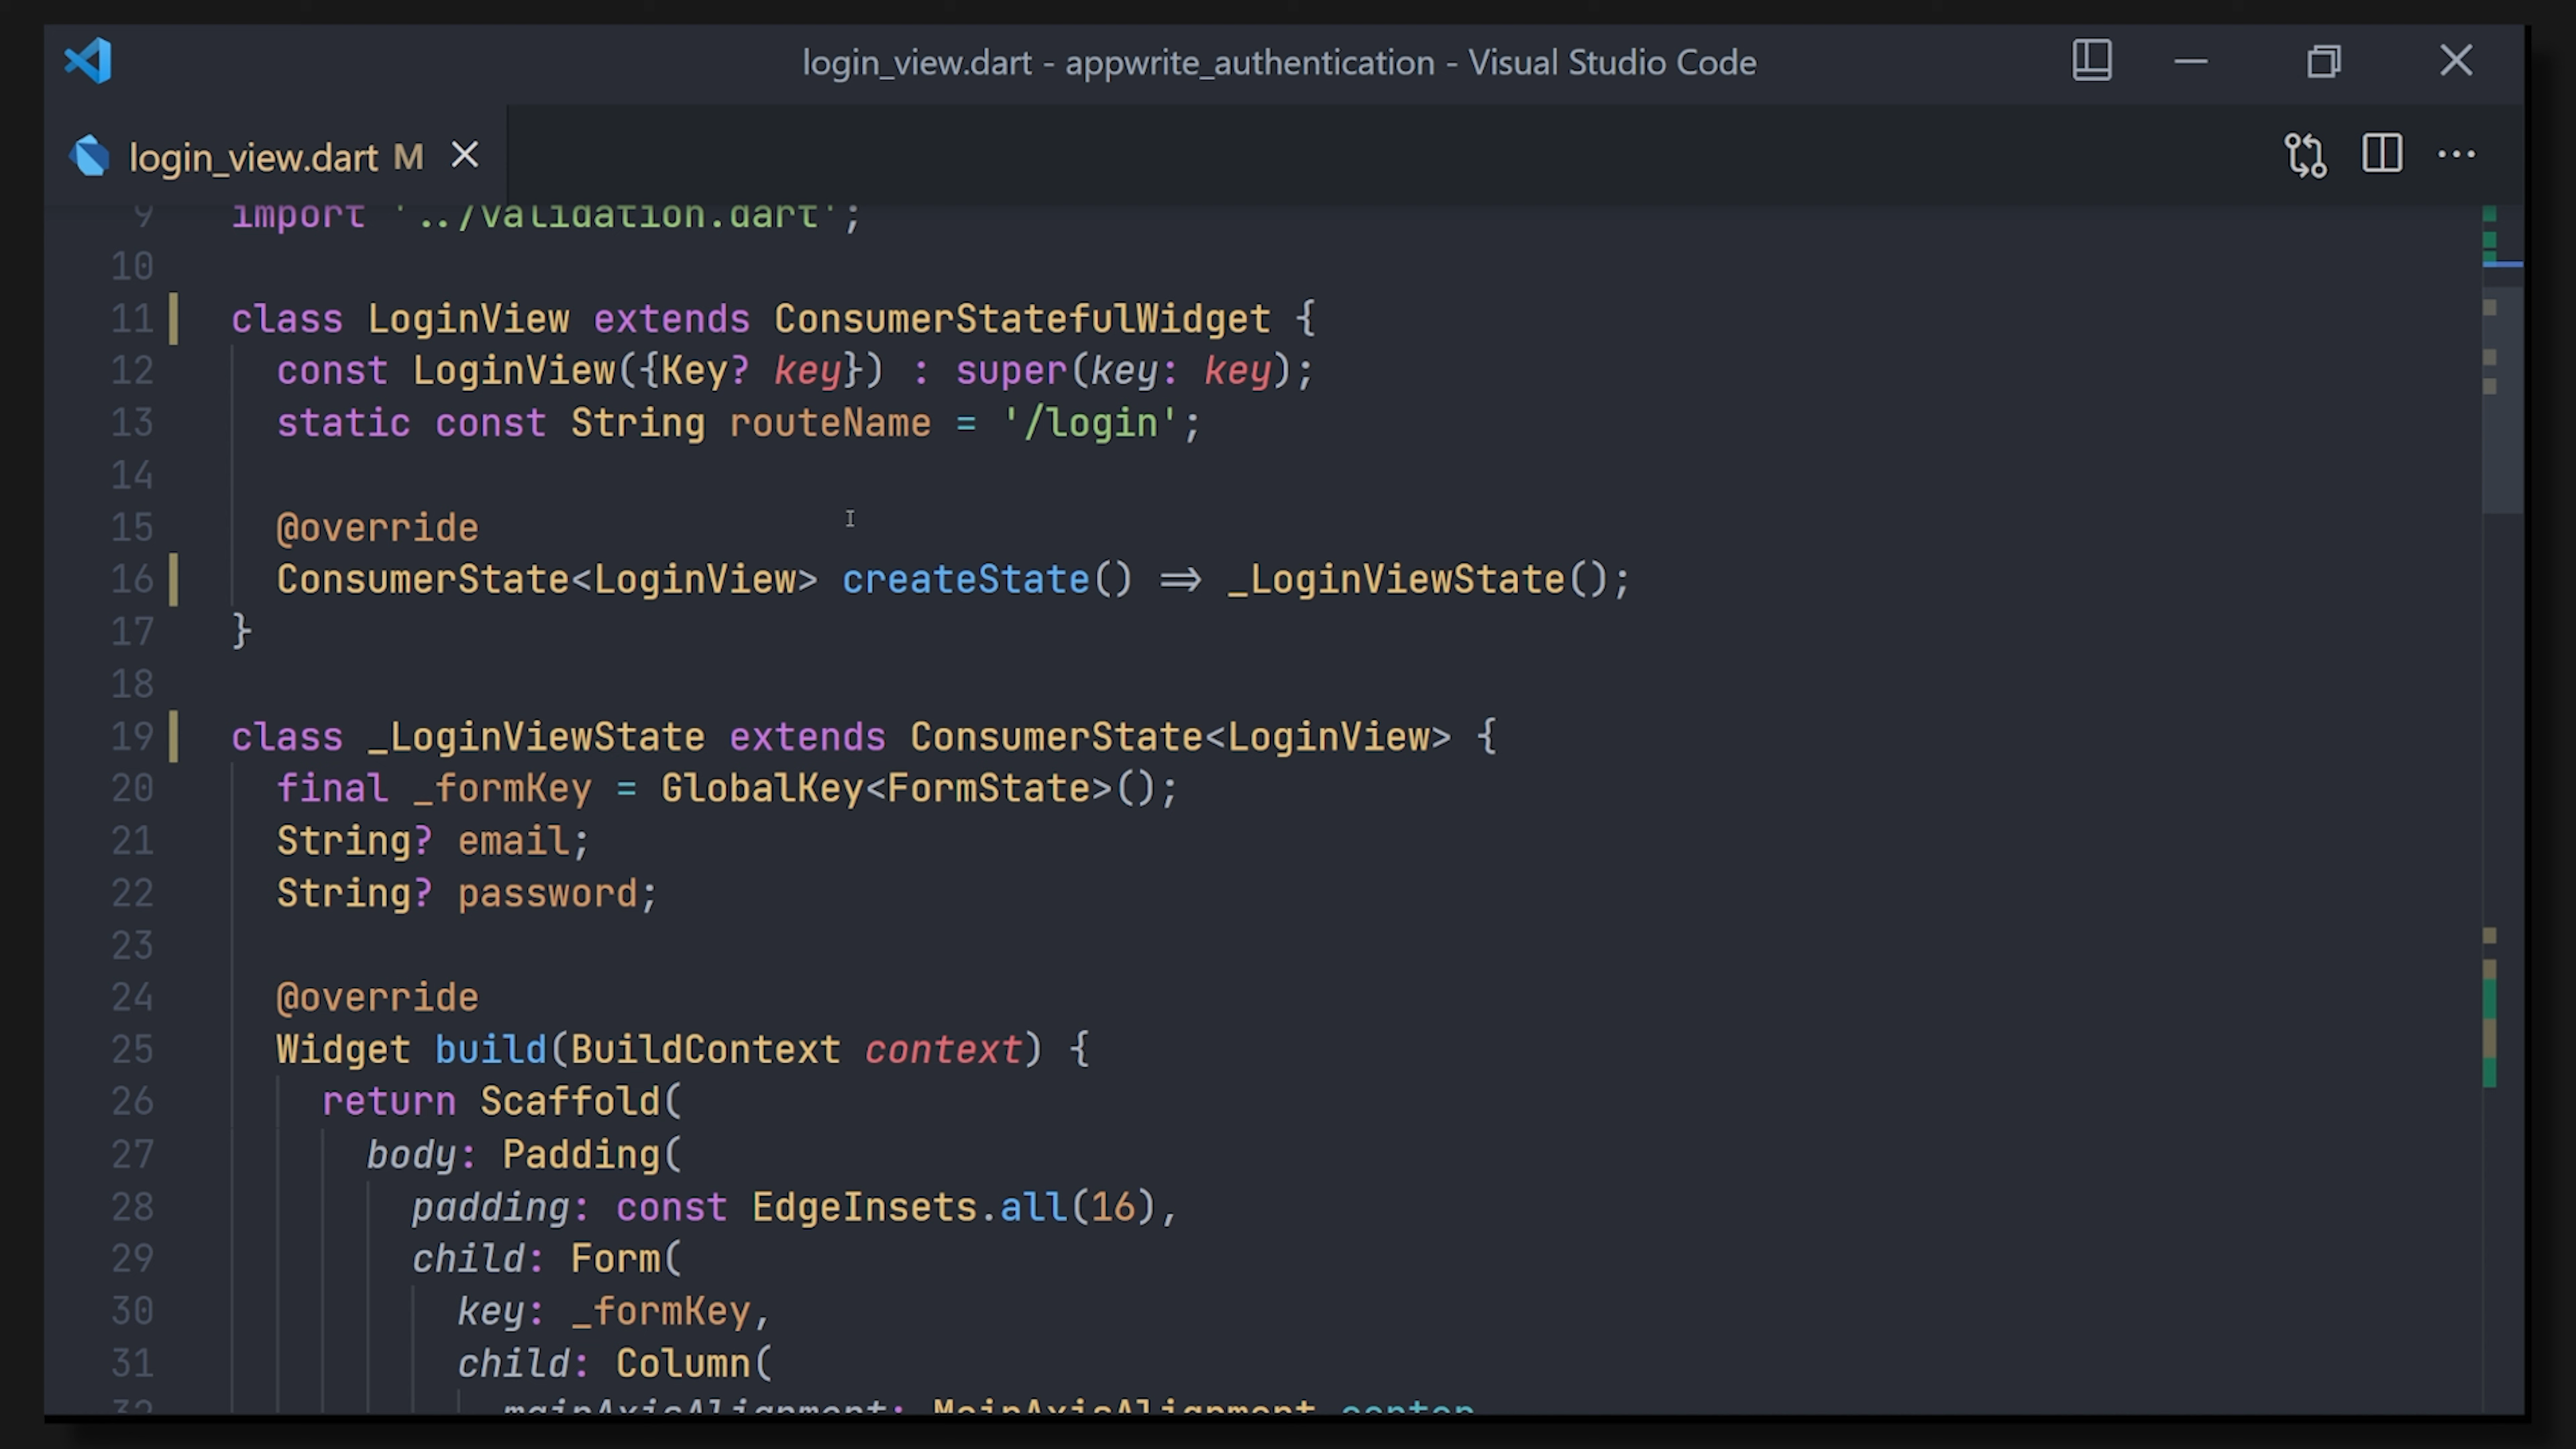 login_view.dart - appwrite_authentication - Visual Studio Code
login_view.dart M
9 import '../validation.dart';
10
11 class LoginView extends ConsumerStatefulWidget {
12 const LoginView({Key? key}) : super(key: key);
13 static const String routeName = '/login';
14
15 @override
16 ConsumerState<LoginView> createState() => _LoginViewState();
17 }
18
19 class _LoginViewState extends ConsumerState<LoginView> {
20 final _formKey = GlobalKey<FormState>();
21 String? email;
22 String? password;
23
24 @override
25 Widget build(BuildContext context) {
26 return Scaffold(
27 body: Padding(
28 padding: const EdgeInsets.all(16),
29 child: Form(
30 key: _formKey,
31 child: Column(
32 mainAxisAlignment: MainAxisAlignment.center